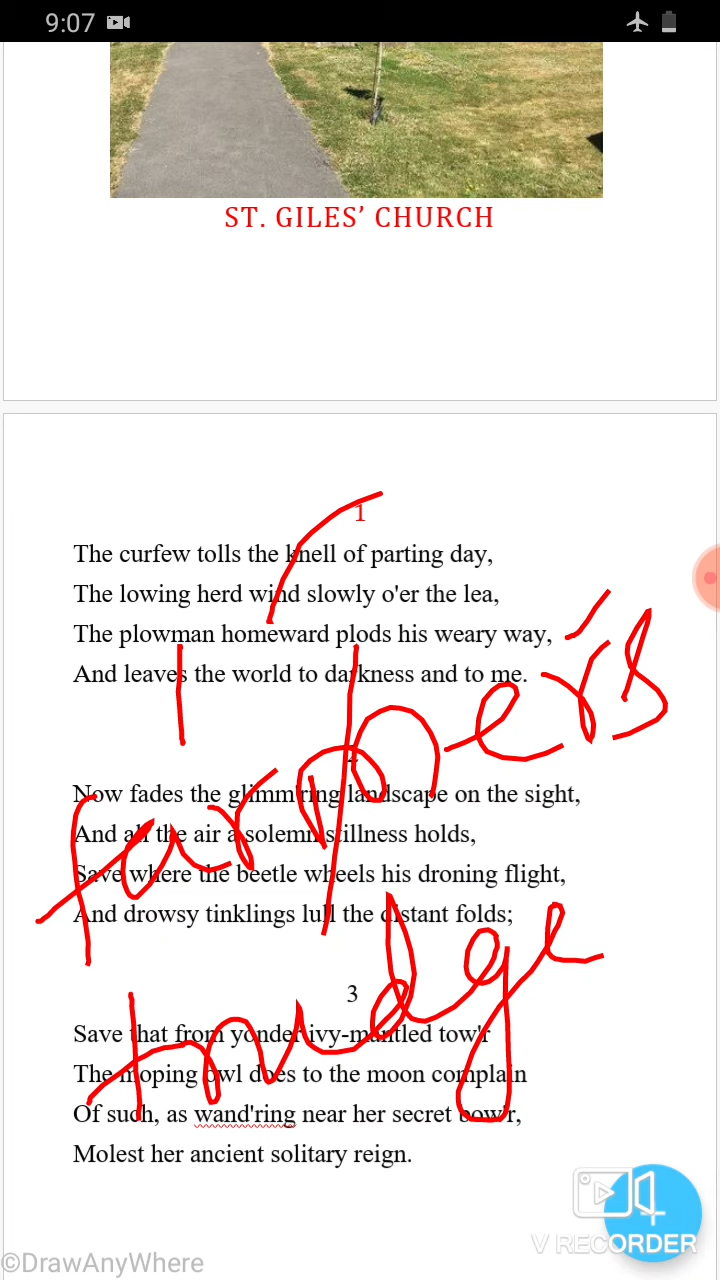 9:07
ST. GILES’ CHURCH
1
The curfew tolls the knell of parting day,
The lowing herd wind slowly o'er the lea,
The plowman homeward plods his weary way,
And leaves the world to darkness and to me.
2
Now fades the glimm'ring landscape on the sight,
And all the air a solemn stillness holds,
Save where the beetle wheels his droning flight,
And drowsy tinklings lull the distant folds;
farmers
trudge
3
Save that from yonder ivy-mantled tow'r
The moping owl does to the moon complain
Of such, as wand'ring near her secret bow'r,
Molest her ancient solitary reign.
V RECORDER
©DrawAnyWhere